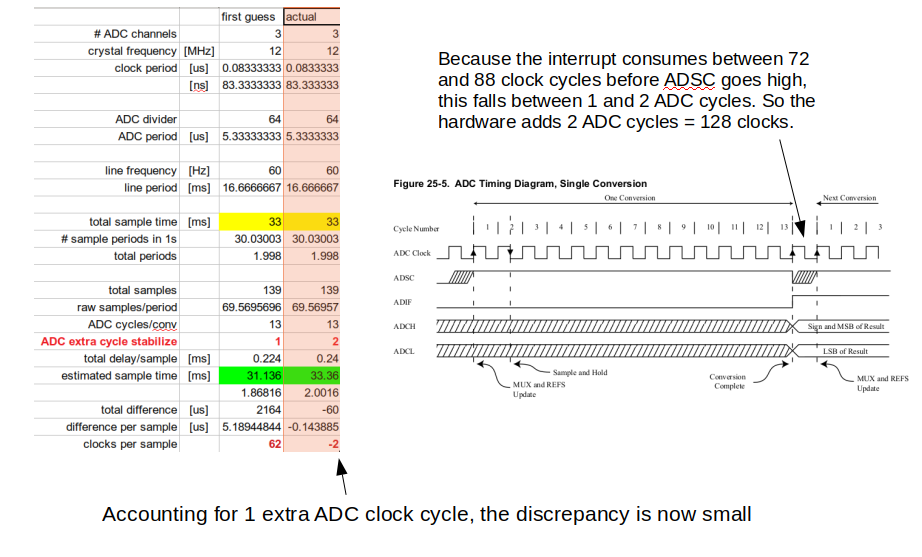 first guess actual
# ADC channels 3 3
crystal frequency [MHz] 12 12
clock period [us] 0.08333333 0.0833333
[ns] 83.3333333 83.333333
ADC divider 64 64
ADC period [us] 5.33333333 5.3333333
line frequency [Hz] 60 60
line period [ms] 16.6666667 16.666667
total sample time [ms] 33 33
# sample periods in 1s 30.03003 30.03003
total periods 1.998 1.998
total samples 139 139
raw samples/period 69.5695696 69.56957
ADC cycles/conv 13 13
ADC extra cycle stabilize 1 2
total delay/sample [ms] 0.224 0.24
estimated sample time [ms] 31.136 33.36
1.86816 2.0016
total difference [us] 2164 -60
difference per sample [us] 5.18944844 -0.143885
clocks per sample 62 -2
Because the interrupt consumes between 72
and 88 clock cycles before ADSC goes high,
this falls between 1 and 2 ADC cycles. So the
hardware adds 2 ADC cycles = 128 clocks.
Figure 25-5. ADC Timing Diagram, Single Conversion
One Conversion Next Conversion
Cycle Number 1 2 3 4 5 6 7 8 9 10 11 12 13 1 2 3
ADC Clock
ADSC
ADIF
ADCH Sign and MSB of Result
ADCL LSB of Result
Sample and Hold
MUX and REFS
Update
Conversion
Complete
MUX and REFS
Update
Accounting for 1 extra ADC clock cycle, the discrepancy is now small